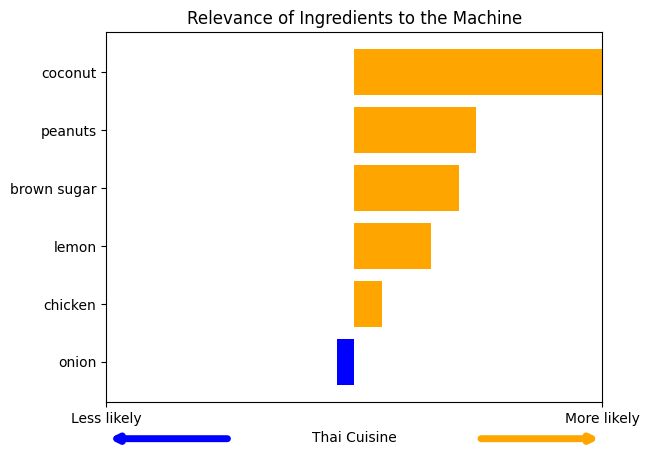 Relevance of Ingredients to the Machine
coconut
peanuts
brown sugar
lemon
chicken
onion
Less likely
More likely
Thai Cuisine